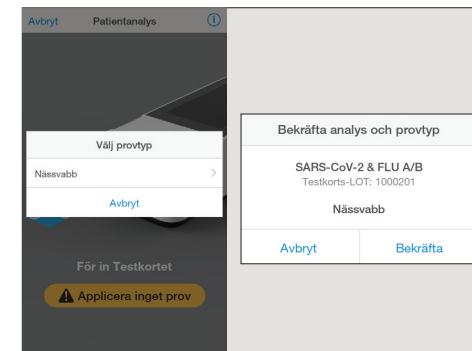 Avbryt Patientanalys i
Välj provtyp
Nässvabb
Avbryt
För in Testkortet
Applicera inget prov
Bekräfta analys och provtyp
SARS-CoV-2 & FLU A/B
Testkorts-LOT: 1000201
Nässvabb
Avbryt Bekräfta